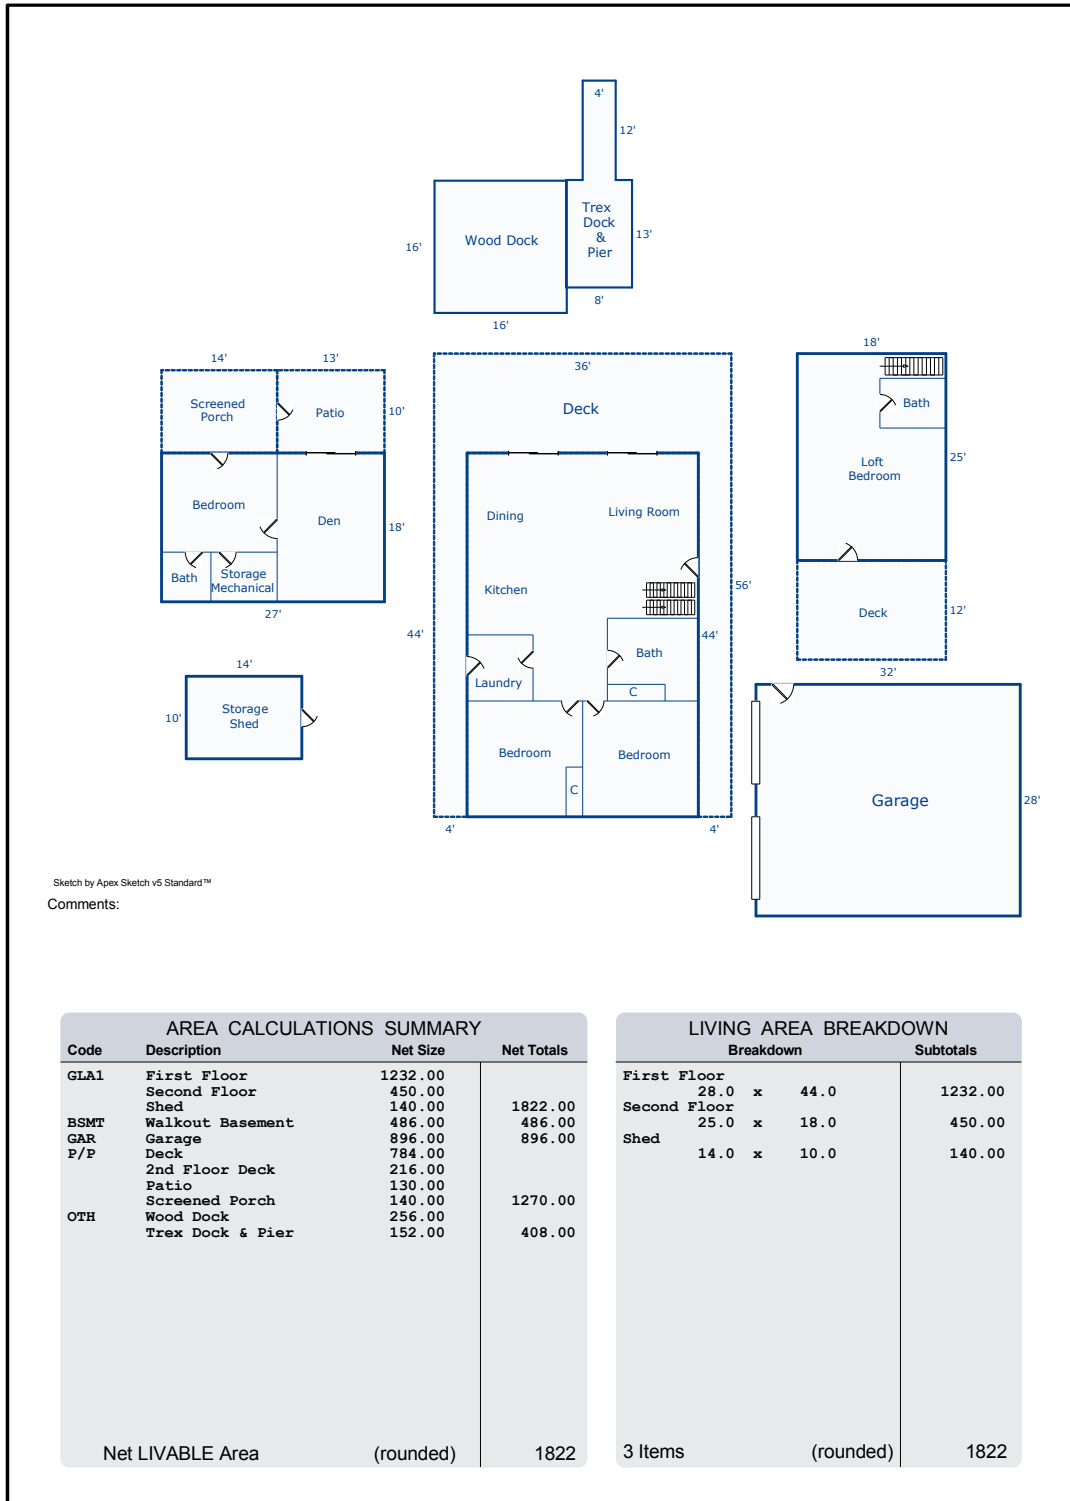 4'
12'
Trex
Dock
&
Pier
Wood Dock
16'
13'
8'
16'
14'
13'
36'
18'
Screened
Porch
Patio
10'
Deck
Bath
Loft
Bedroom
25'
Bedroom
Den
18'
Dining
Living Room
Bath
Storage
Mechanical
27'
Kitchen
56'
Deck
12'
44'
44'
32'
14'
Laundry
Bath
C
10'
Storage
Shed
Bedroom
Bedroom
C
Garage
28'
4'
4'
Sketch by Apex Sketch v5 Standard™
Comments:
AREA CALCULATIONS SUMMARY
Code Description Net Size Net Totals
GLA1 First Floor 1232.00
Second Floor 450.00
Shed 140.00 1822.00
BSMT Walkout Basement 486.00 486.00
GAR Garage 896.00 896.00
P/P Deck 784.00
2nd Floor Deck 216.00
Patio 130.00
Screened Porch 140.00 1270.00
OTH Wood Dock 256.00
Trex Dock & Pier 152.00 408.00
Net LIVABLE Area (rounded) 1822
LIVING AREA BREAKDOWN
Breakdown Subtotals
First Floor
28.0 x 44.0 1232.00
Second Floor
25.0 x 18.0 450.00
Shed
14.0 x 10.0 140.00
3 Items (rounded) 1822